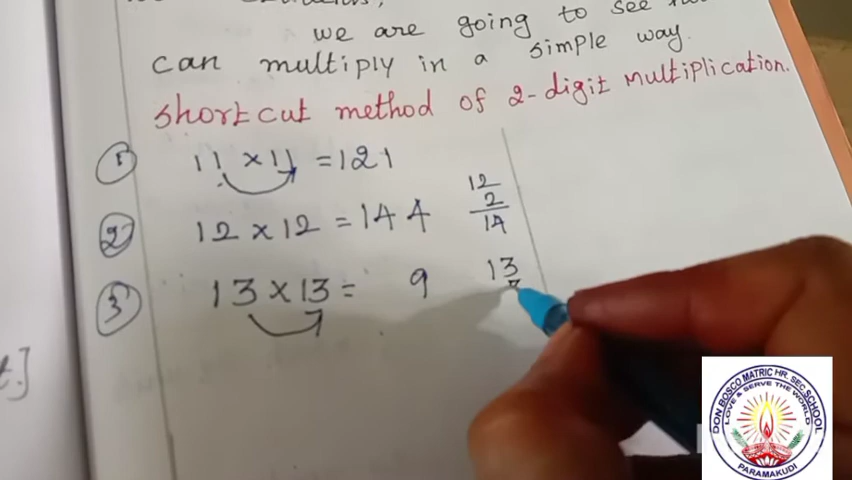 we are going to see
can multiply in a simple way.
shortcut method of 2-digit multiplication.
1 11 × 11 = 121
2 12 × 12 = 144
12
2
14
3 13 × 13 = 9
13
t.]
DON BOSCO MATRIC HR. SEC SCHOOL
LOVE & SERVE THE WORLD
PARAMAKUDI